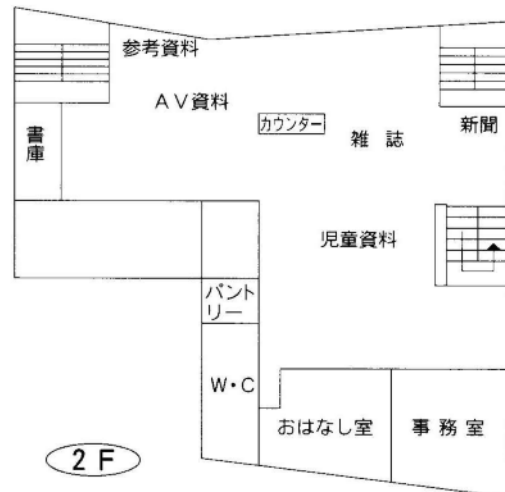 参考資料
AV資料
カウンター
雑誌
新聞
書庫
児童資料
パント
リー
W・C
おはなし室
事務室
2F